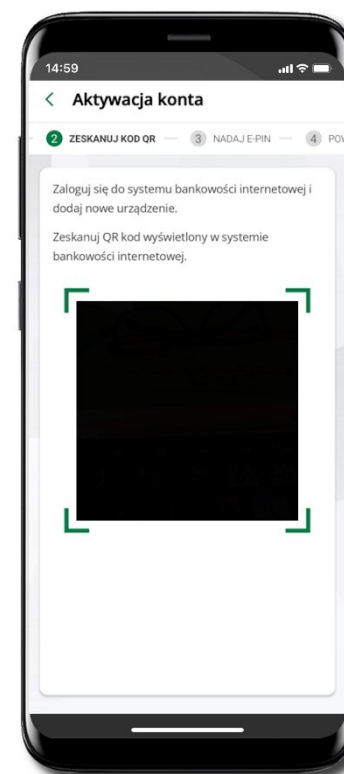 14:59
Aktywacja konta
2 ZESKANUJ KOD QR 3 NADAJ E-PIN 4
Zaloguj się do systemu bankowości internetowej i
dodaj nowe urządzenie.
Zeskanuj QR kod wyświetlony w systemie
bankowości internetowej.